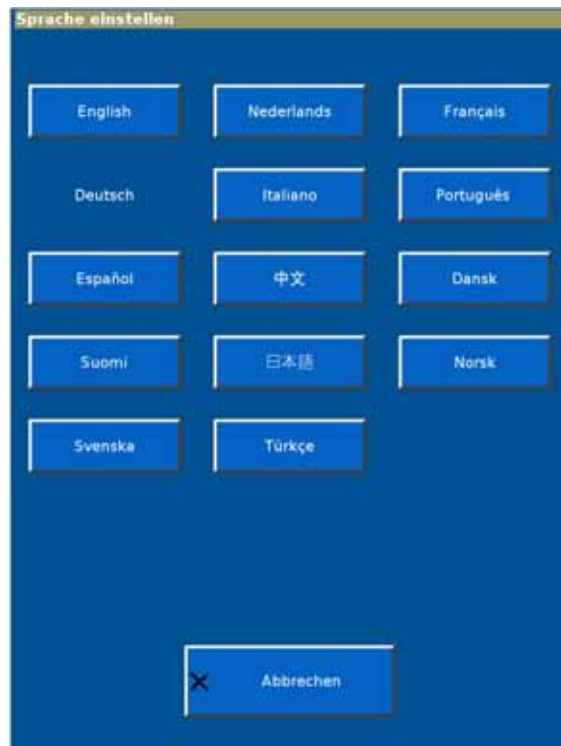 Sprache einstellen
English Nederlands Français
Deutsch Italiano Português
Español 中文 Dansk
Suomi 日本語 Norsk
Svenska Türkçe
Abbrechen